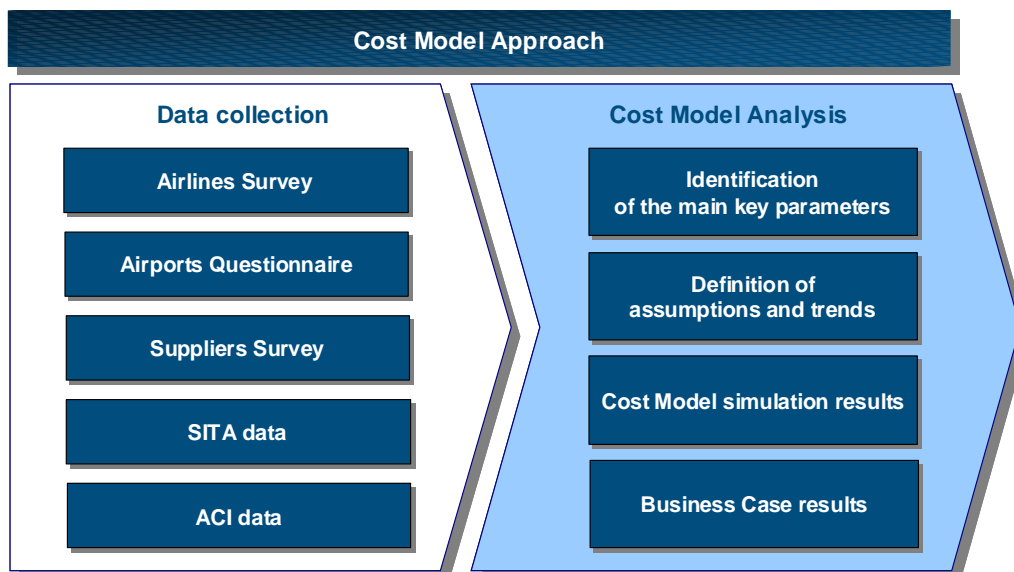 Cost Model Approach
Data collection
Airlines Survey
Airports Questionnaire
Suppliers Survey
SITA data
ACI data
Cost Model Analysis
Identification
of the main key parameters
Definition of
assumptions and trends
Cost Model simulation results
Business Case results